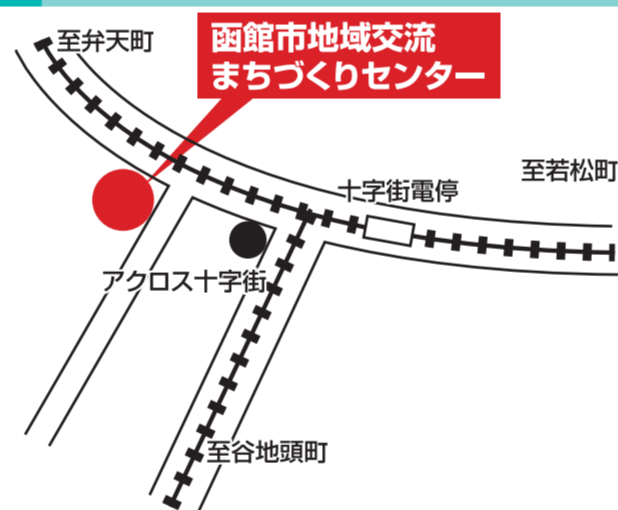 至弁天町
函館市地域交流
まちづくりセンター
至若松町
十字街電停
アクロス十字街
至谷地頭町